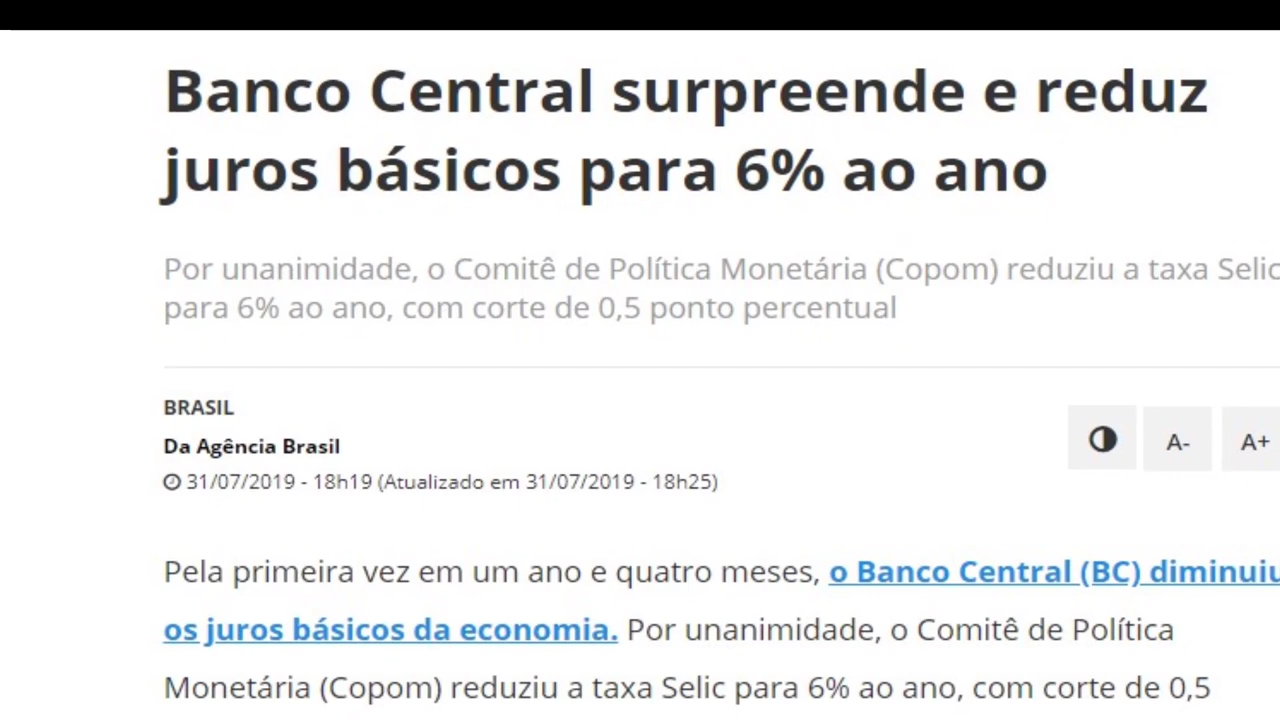 Banco Central surpreende e reduz
juros básicos para 6% ao ano
Por unanimidade, o Comitê de Política Monetária (Copom) reduziu a taxa Selic
para 6% ao ano, com corte de 0,5 ponto percentual
BRASIL
Da Agência Brasil
31/07/2019 - 18h19 (Atualizado em 31/07/2019 - 18h25)
A- A+
Pela primeira vez em um ano e quatro meses, o Banco Central (BC) diminuiu
os juros básicos da economia. Por unanimidade, o Comitê de Política
Monetária (Copom) reduziu a taxa Selic para 6% ao ano, com corte de 0,5